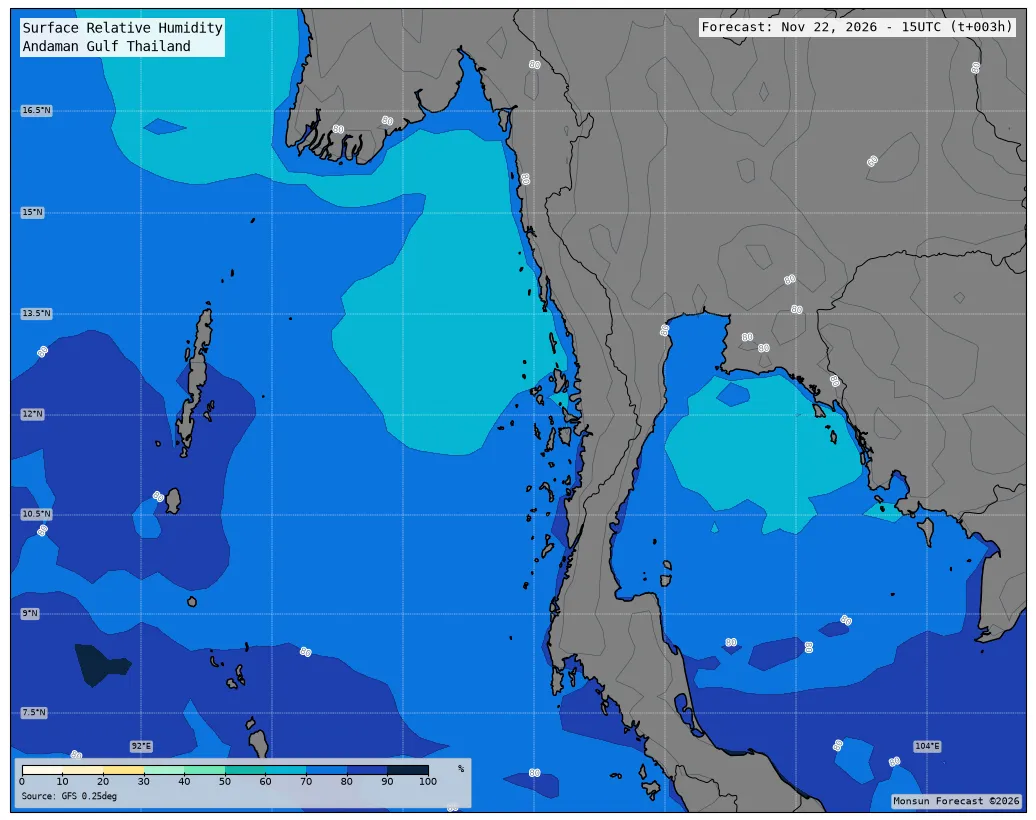 Surface Relative Humidity
Andaman Gulf Thailand
Forecast: Nov 22, 2026 - 15UTC (t+003h)
80
80
80
80
16.5°N
60
80
15°N
80
80
13.5°N
80
80
80
80
80
12°N
80
10.5°N
80
9°N
80
80
80
80
7.5°N
92°E
104°E
80
80
80
80
0 10 20 30 40 50 60 70 80 90 100 %
Source: GFS 0.25deg
80
Monsun Forecast ©2026